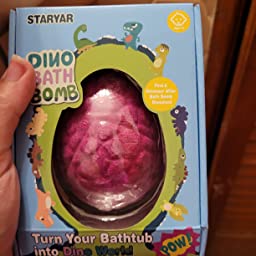 STARYAR
DINO
BATH
BOMB
Find A
Dinosaur After
Bath Bomb
Dissolves
Turn Your Bathtub
into Dino World
POW!